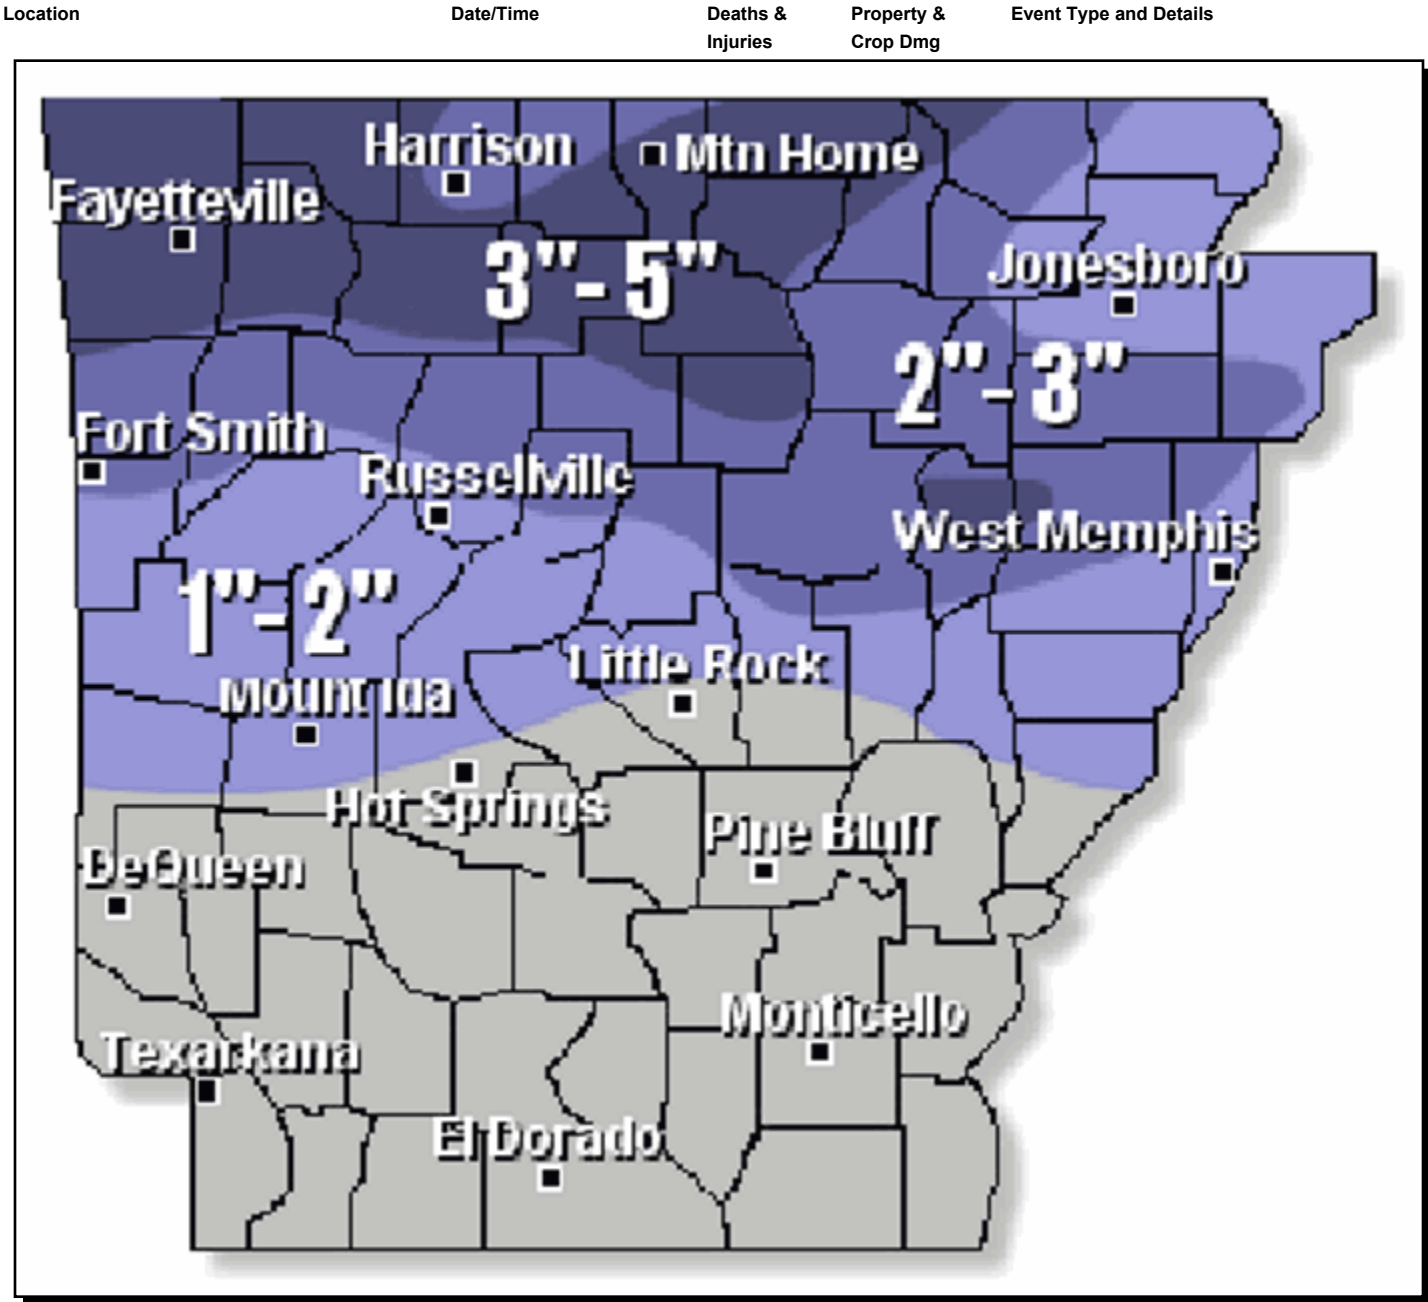 Location Date/Time Deaths & Property & Event Type and Details
Injuries Crop Dmg
Harrison
Mtn Home
Fayetteville
3"- 5"
Jonesboro
2"- 3"
Fort Smith
Russellville
West Memphis
1"- 2"
Little Rock
Mount Ida
Hot Springs
Pine Bluff
DeQueen
Monticello
Texarkana
El Dorado